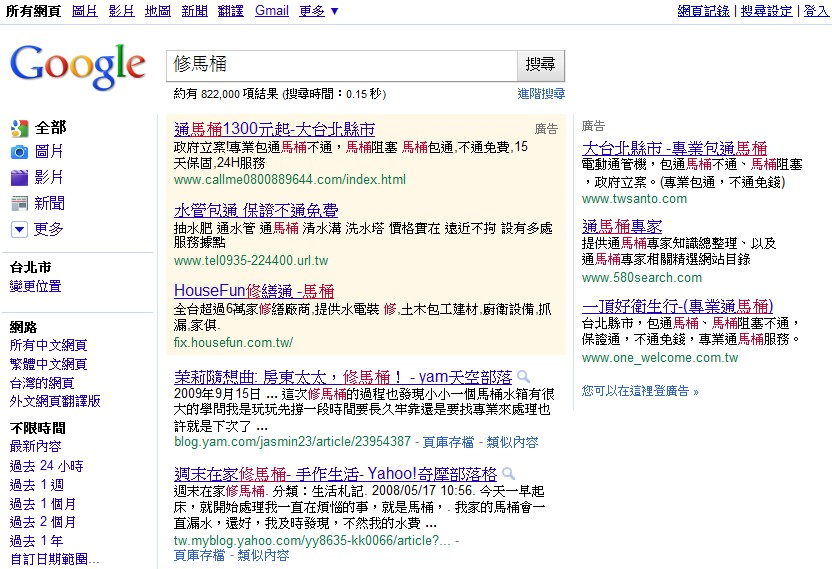 所有網頁 圖片 影片 地圖 新聞 翻譯 Gmail 更多 ▼
網頁記錄 | 搜尋設定 | 登入
Google
修馬桶
搜尋
約有 822,000 項結果 (搜尋時間：0.15 秒)
進階搜尋
全部
圖片
影片
新聞
更多
台北市
變更位置
網路
所有中文網頁
繁體中文網頁
台灣的網頁
外文網頁翻譯版
不限時間
最新內容
過去 24 小時
過去 1 週
過去 1 個月
過去 2 個月
過去 1 年
自訂日期範圍...
通馬桶1300元起-大台北縣市
廣告
政府立案!專業包通馬桶不通，馬桶阻塞 馬桶包通,不通免費,15
天保固,24H服務
www.callme0800889644.com/index.html
水管包通 保證不通免費
抽水肥 通水管 通馬桶 清水溝 洗水塔 價格實在 遠近不拘 設有多處
服務據點
www.tel0935-224400.url.tw
HouseFun修繕通 -馬桶
全台超過6萬家修繕廠商,提供水電裝 修,土木包工建材,廚衛設備,抓
漏,家俱.
fix.housefun.com.tw/
茉莉隨想曲: 房東太太，修馬桶！ - yam天空部落
2009年9月15日 ... 這次修馬桶的過程也發現小小一個馬桶水箱有很
大的學問我是玩玩先撐一段時間要長久牢靠還是要找專業來處理也
許就是下次了 ...
blog.yam.com/jasmin23/article/23954387 - 頁庫存檔 - 類似內容
週末在家修馬桶- 手作生活- Yahoo!奇摩部落格
週末在家修馬桶. 分類：生活札記. 2008/05/17 10:56. 今天一早起
床，就開始處理我一直在煩惱的事，就是馬桶，. 我家的馬桶會一
直漏水，還好，我及時發現，不然我的水費 ...
tw.myblog.yahoo.com/yy8635-kk0066/article?... -
頁庫存檔 - 類似內容
廣告
大台北縣市 -專業包通馬桶
電動通管機，包通馬桶不通、馬桶阻塞
，政府立案。(專業包通，不通免錢)
www.twsanto.com
通馬桶專家
提供通馬桶專家知識總整理、以及
通馬桶專家相關精選網站目錄
www.580search.com
一頂好衛生行-(專業通馬桶)
台北縣市，包通馬桶、馬桶阻塞不通，
保證通，不通免錢，專業通馬桶服務。
www.one_welcome.com.tw
您可以在這裡登廣告 »